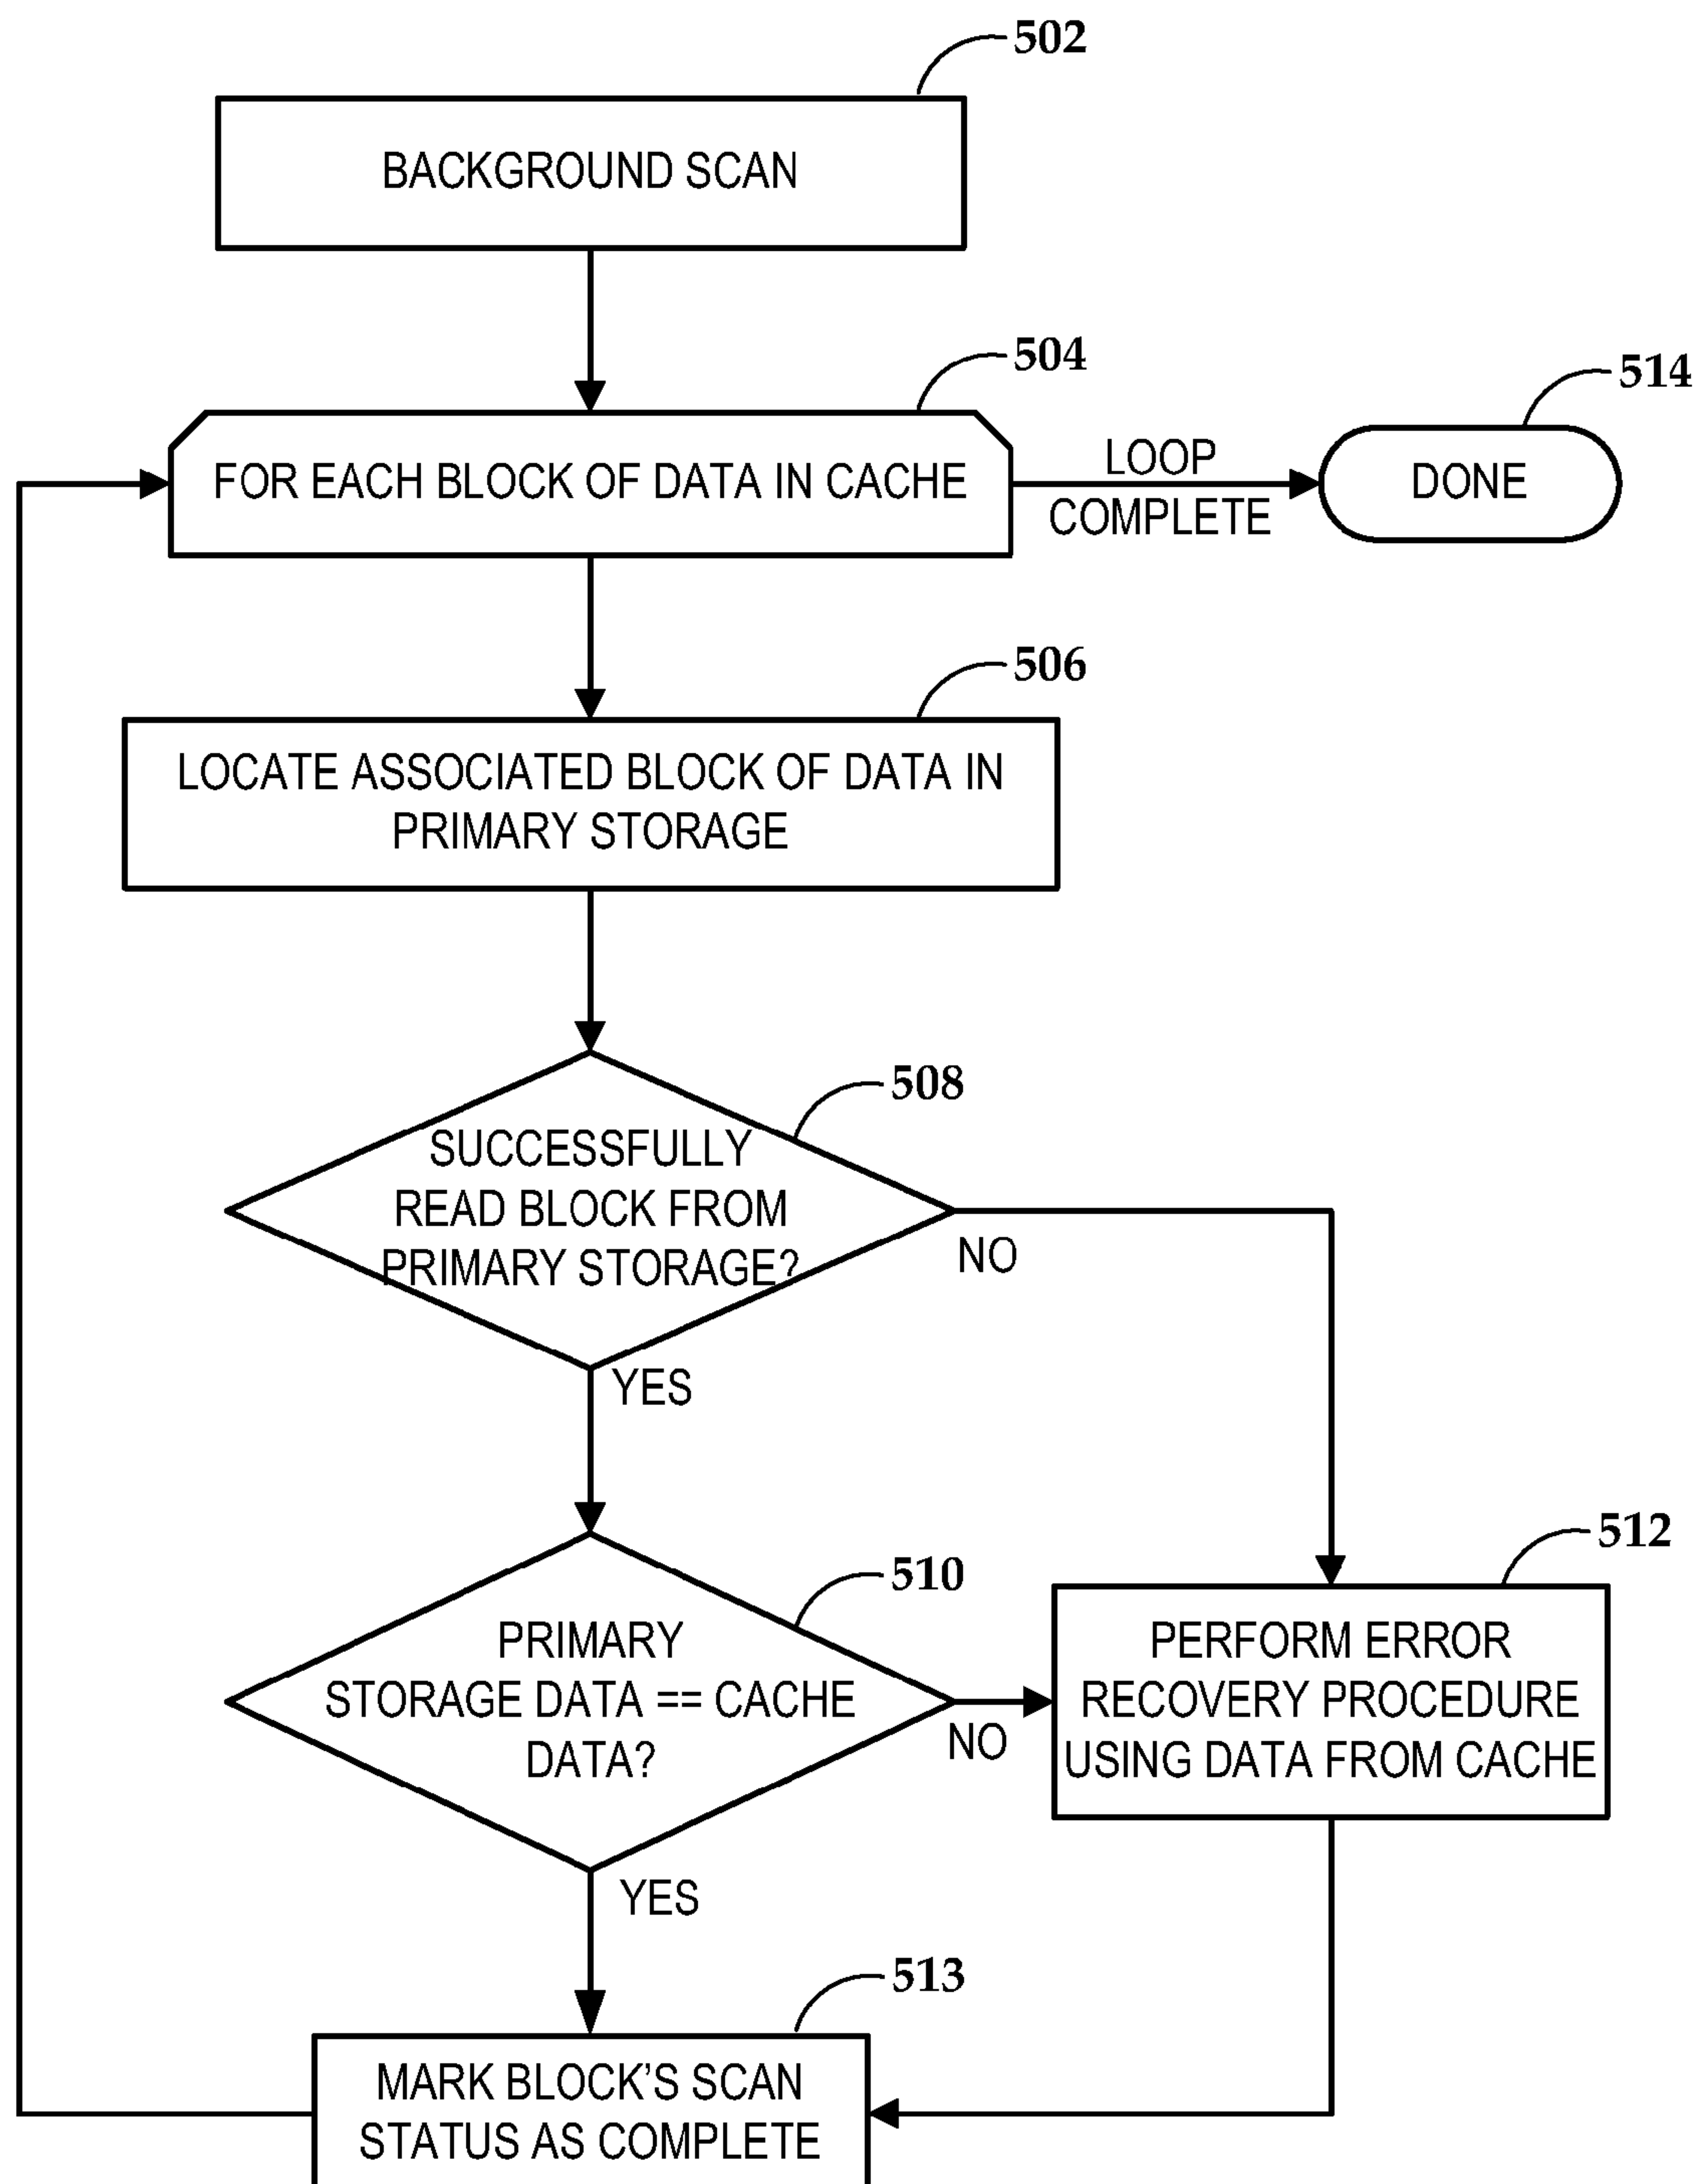 502
BACKGROUND SCAN
504
514
FOR EACH BLOCK OF DATA IN CACHE
LOOP
COMPLETE
DONE
506
LOCATE ASSOCIATED BLOCK OF DATA IN
PRIMARY STORAGE
508
SUCCESSFULLY
READ BLOCK FROM
PRIMARY STORAGE?
NO
YES
510
PRIMARY
STORAGE DATA == CACHE
DATA?
NO
512
PERFORM ERROR
RECOVERY PROCEDURE
USING DATA FROM CACHE
YES
513
MARK BLOCK'S SCAN
STATUS AS COMPLETE